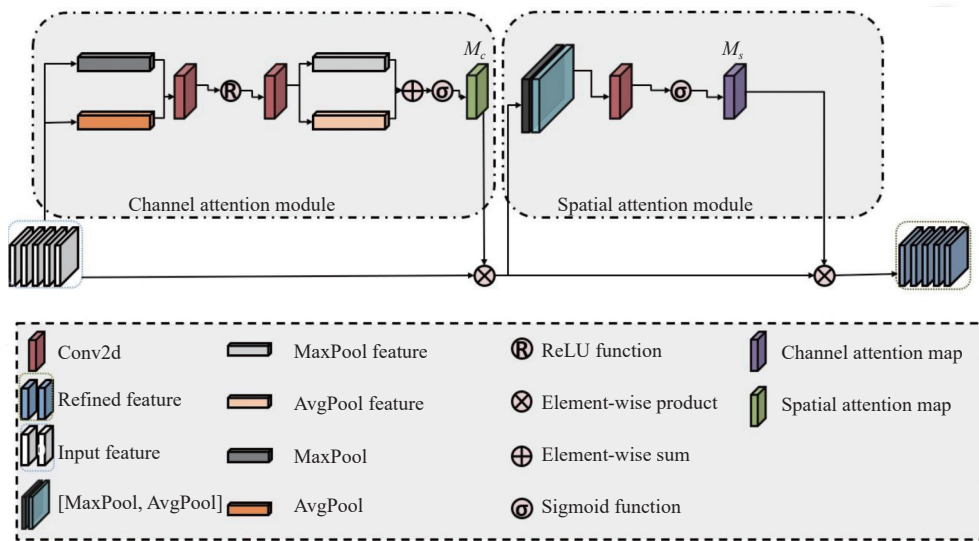 M_c
M_s
R
σ
σ
Channel attention module
Spatial attention module
Conv2d
MaxPool feature
R
ReLU function
Channel attention map
Refined feature
AvgPool feature
Element-wise product
Spatial attention map
Input feature
MaxPool
Element-wise sum
[MaxPool, AvgPool]
AvgPool
σ
Sigmoid function